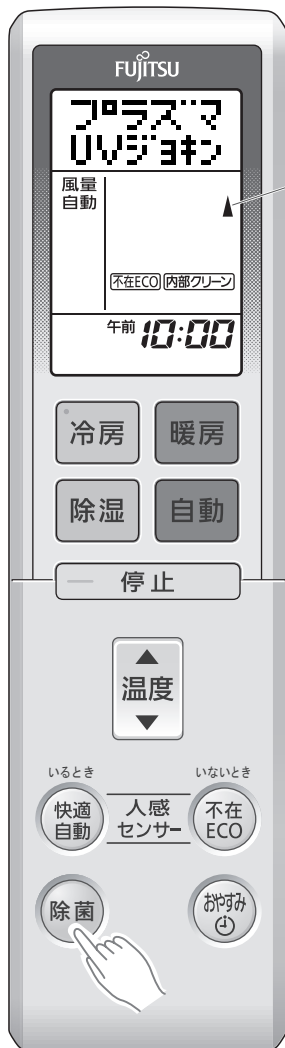 FUJITSU
プラズマ
UVジョキン
風量
自動
不在ECO 内部クリーン
午前 10:00
冷房 暖房
除湿 自動
停止
温度
いるとき いないとき
快適 人感 不在
自動 センサー ECO
除菌 おやすみ